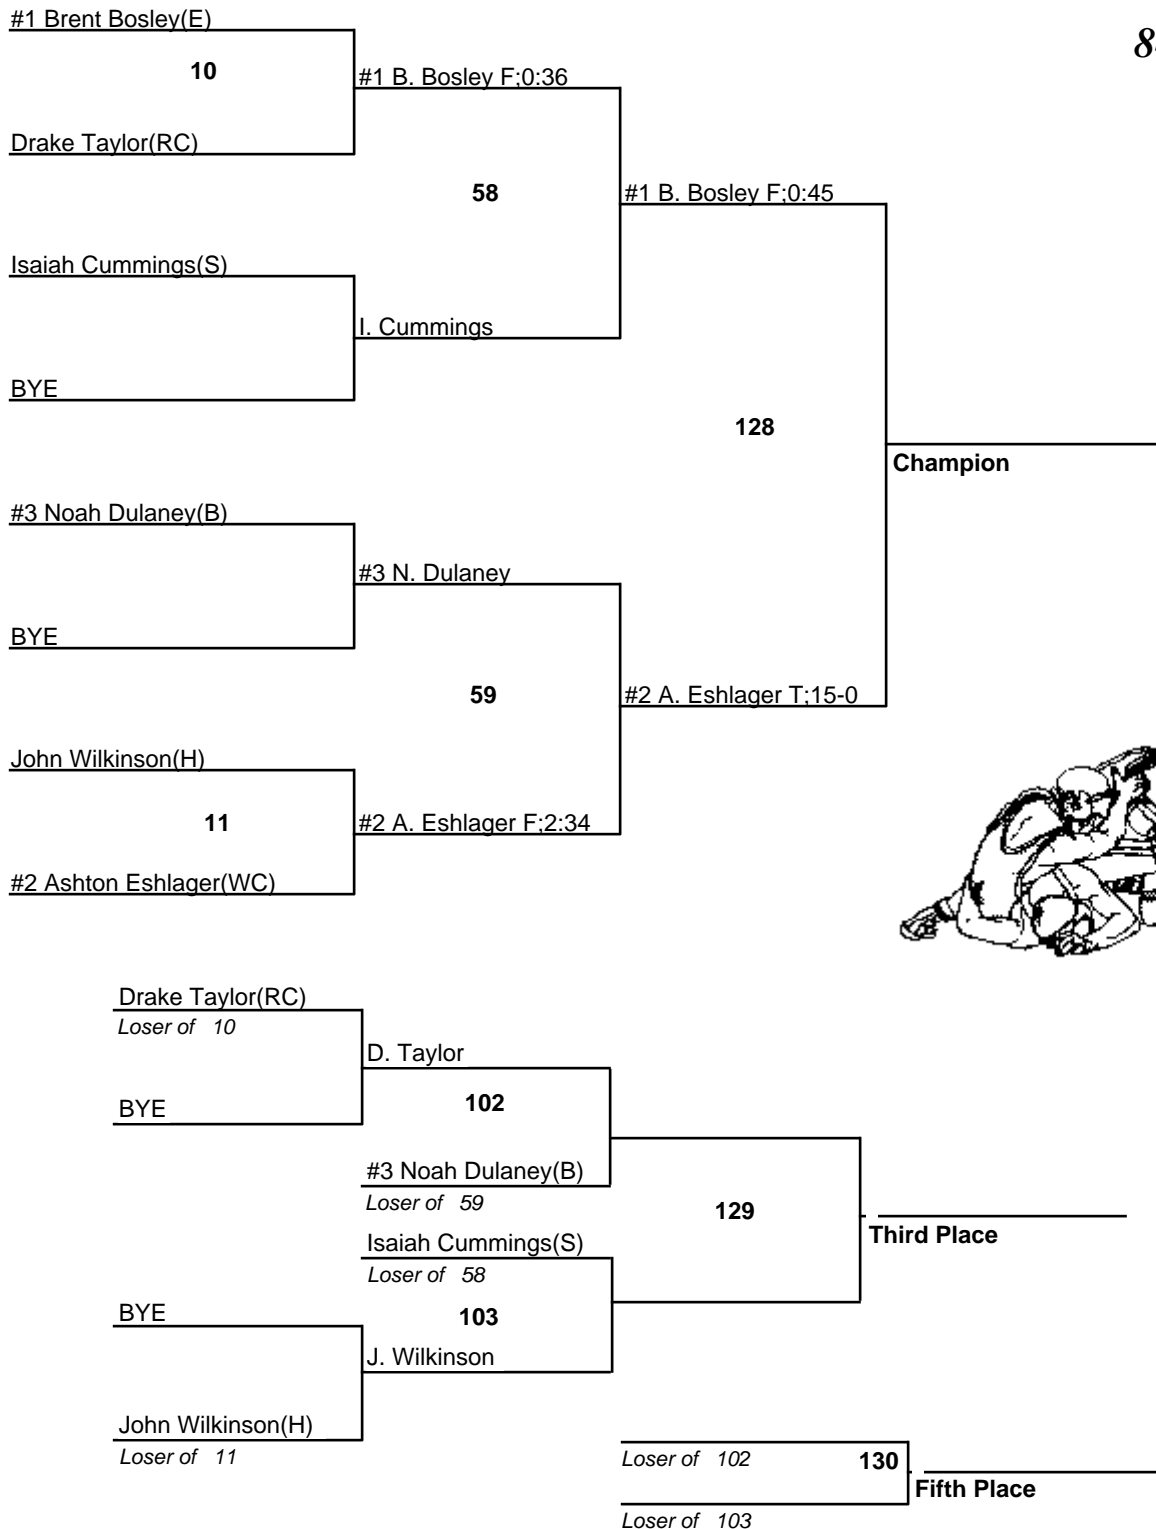 #1 Brent Bosley(E)
8
10
#1 B. Bosley F;0:36
Drake Taylor(RC)
58
#1 B. Bosley F;0:45
Isaiah Cummings(S)
I. Cummings
BYE
128
Champion
#3 Noah Dulaney(B)
#3 N. Dulaney
BYE
59
#2 A. Eshlager T;15-0
John Wilkinson(H)
11
#2 A. Eshlager F;2:34
#2 Ashton Eshlager(WC)
Drake Taylor(RC)
Loser of 10
D. Taylor
102
BYE
#3 Noah Dulaney(B)
Loser of 59
129
Third Place
Isaiah Cummings(S)
Loser of 58
BYE
103
J. Wilkinson
John Wilkinson(H)
Loser of 11
Loser of 102
130
Fifth Place
Loser of 103